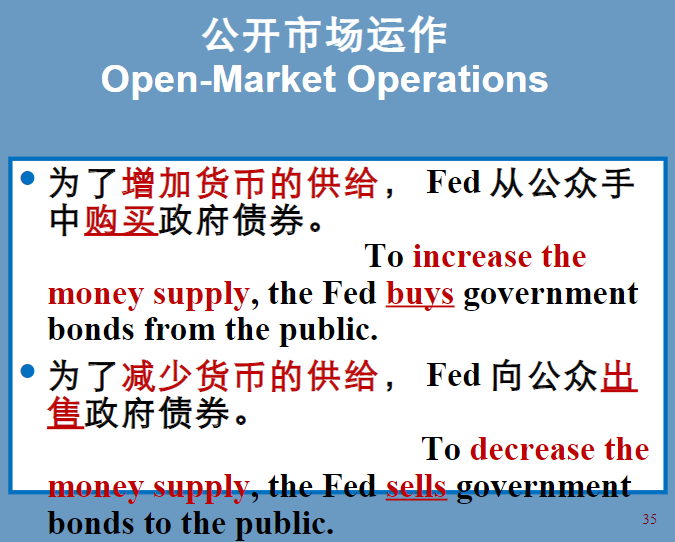 公开市场运作
Open-Market Operations
• 为了增加货币的供给， Fed 从公众手
中购买政府债券。
To increase the
money supply, the Fed buys government
bonds from the public.
• 为了减少货币的供给， Fed 向公众出
售政府债券。
To decrease the
money supply, the Fed sells government
bonds to the public.
35